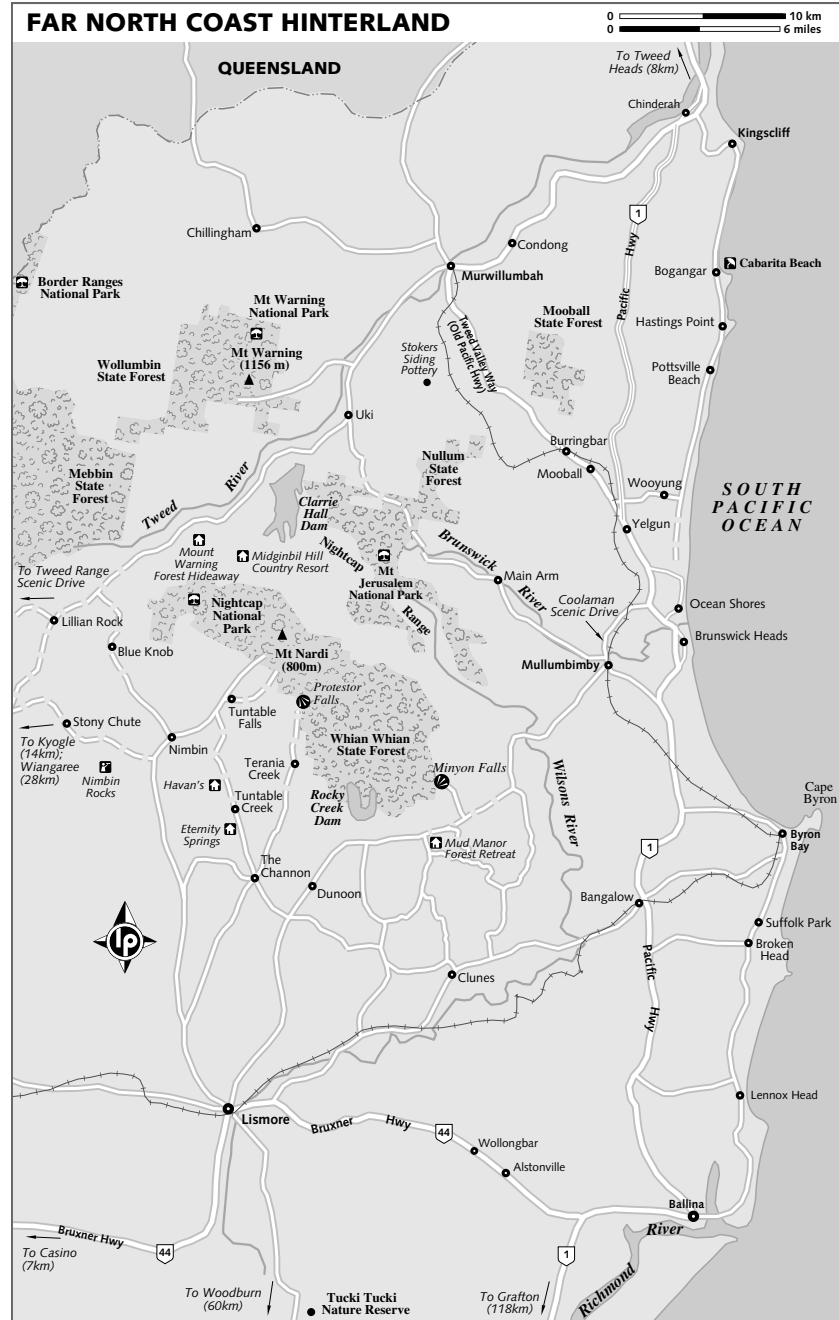 FAR NORTH COAST HINTERLAND
0 10 km
0 6 miles
To Tweed
Heads (8km)
QUEENSLAND
Chinderah
Kingscliff
1
Pacific Hwy
Chillingham
Condong
Murwillumbah
Cabarita Beach
Bogangar
Border Ranges
National Park
Mt Warning
National Park
Mt Warning
(1156 m)
Mooball
State Forest
Hastings Point
Tweed Valley Way
(Old Pacific Hwy)
Stokers
Siding
Pottery
Wollumbin
State Forest
Pottsville
Beach
Uki
Burringbar
Mooball
Nullum
State
Forest
Mebbin
State
Forest
Wooyung
SOUTH
PACIFIC
OCEAN
Tweed River
Clarrie
Hall
Dam
Yelgun
Mount
Warning
Forest Hideaway
Midginbil Hill
Country Resort
Nightcap Range
Mt
Jerusalem
National Park
Brunswick River
Main Arm
To Tweed Range
Scenic Drive
Coolaman
Scenic Drive
Ocean Shores
Nightcap
National
Park
Lillian Rock
Brunswick Heads
Blue Knob
Mt Nardi
(800m)
Mullumbimby
Protestor
Falls
Tuntable
Falls
Stony Chute
Nimbin
Whian Whian
State Forest
To Kyogle
(14km);
Wiangaree
(28km)
Nimbin
Rocks
Terania
Creek
Minyon Falls
Wilsons River
Havan's
Tuntable
Creek
Rocky
Creek
Dam
Cape
Byron
Eternity
Springs
Mud Manor
Forest Retreat
Byron
Bay
1
The
Channon
Dunoon
Bangalow
Suffolk Park
lp
Broken
Head
Clunes
Pacific Hwy
Lennox Head
Lismore
Bruxner Hwy
44
Wollongbar
Alstonville
Ballina
River
Bruxner Hwy
44
To Casino
(7km)
1
Richmond
To Woodburn
(60km)
Tucki Tucki
Nature Reserve
To Grafton
(118km)